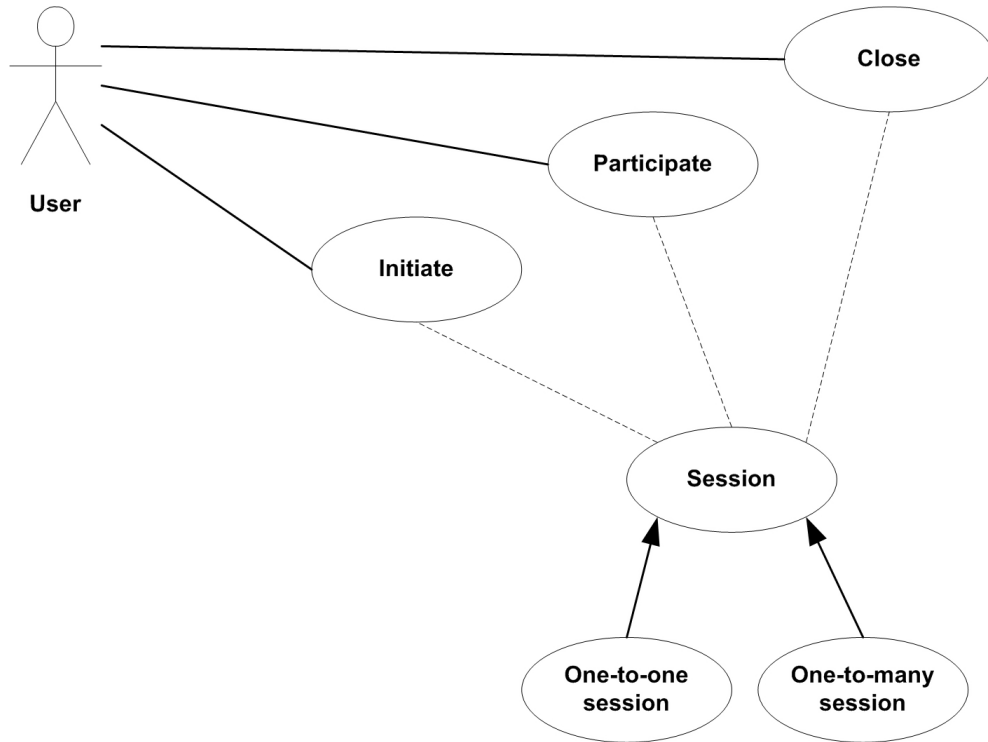 Close
Participate
User
Initiate
Session
One-to-one
session
One-to-many
session